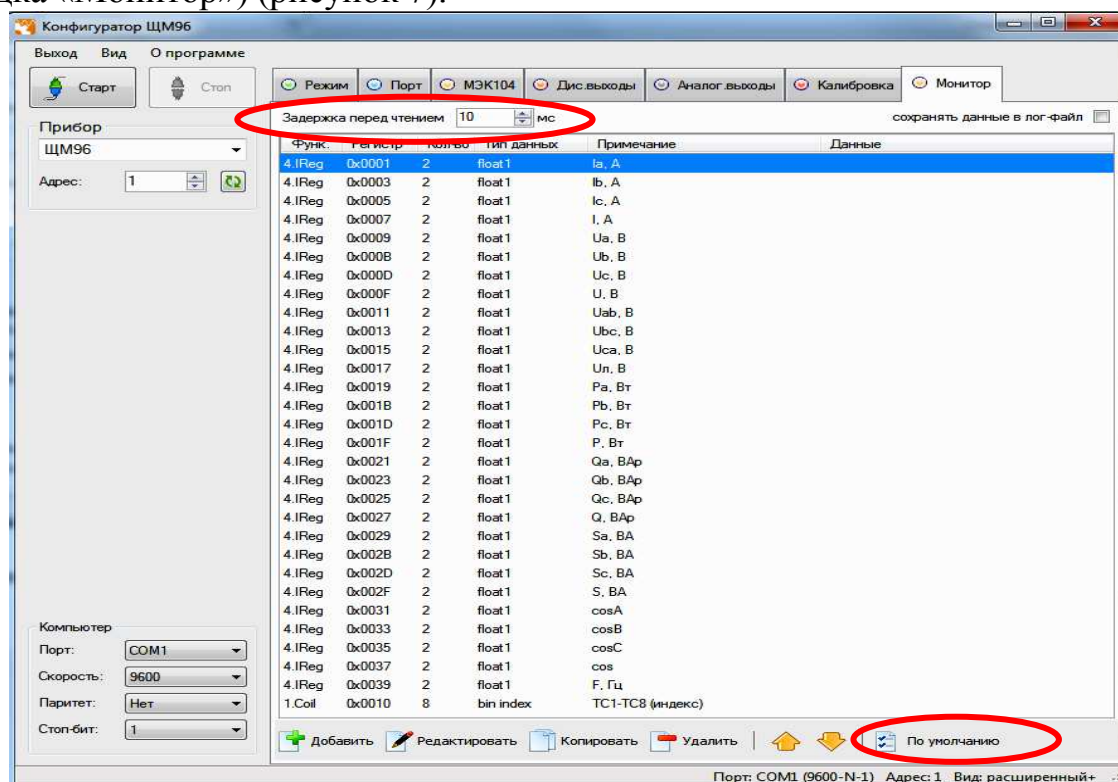 «Монитор») (рисунок 7).
Конфигуратор ЩМ96
Выход Вид О программе
Старт Стоп
Режим Порт МЭК104 Дис.выходы Аналог.выходы Калибровка Монитор
Прибор
ЩМ96
Адрес: 1
Задержка перед чтением 10 мс
сохранять данные в лог-файл
Функ. Регистр Кол-во Тип данных Примечание Данные
4.IReg 0x0001 2 float1 Ia, А
4.IReg 0x0003 2 float1 Ib, А
4.IReg 0x0005 2 float1 Ic, А
4.IReg 0x0007 2 float1 I, А
4.IReg 0x0009 2 float1 Ua, В
4.IReg 0x000B 2 float1 Ub, В
4.IReg 0x000D 2 float1 Uc, В
4.IReg 0x000F 2 float1 U, В
4.IReg 0x0011 2 float1 Uab, В
4.IReg 0x0013 2 float1 Ubc, В
4.IReg 0x0015 2 float1 Uca, В
4.IReg 0x0017 2 float1 Uл, В
4.IReg 0x0019 2 float1 Pa, Вт
4.IReg 0x001B 2 float1 Pb, Вт
4.IReg 0x001D 2 float1 Pc, Вт
4.IReg 0x001F 2 float1 P, Вт
4.IReg 0x0021 2 float1 Qa, ВАр
4.IReg 0x0023 2 float1 Qb, ВАр
4.IReg 0x0025 2 float1 Qc, ВАр
4.IReg 0x0027 2 float1 Q, ВАр
4.IReg 0x0029 2 float1 Sa, ВА
4.IReg 0x002B 2 float1 Sb, ВА
4.IReg 0x002D 2 float1 Sc, ВА
4.IReg 0x002F 2 float1 S, ВА
4.IReg 0x0031 2 float1 cosA
4.IReg 0x0033 2 float1 cosB
4.IReg 0x0035 2 float1 cosC
4.IReg 0x0037 2 float1 cos
4.IReg 0x0039 2 float1 F, Гц
1.Coil 0x0010 8 bin index ТС1-ТС8 (индекс)
Компьютер
Порт: COM1
Скорость: 9600
Паритет: Нет
Стоп-бит: 1
Добавить Редактировать Копировать Удалить По умолчанию
Порт: COM1 (9600-N-1) Адрес: 1 Вид: расширенный+